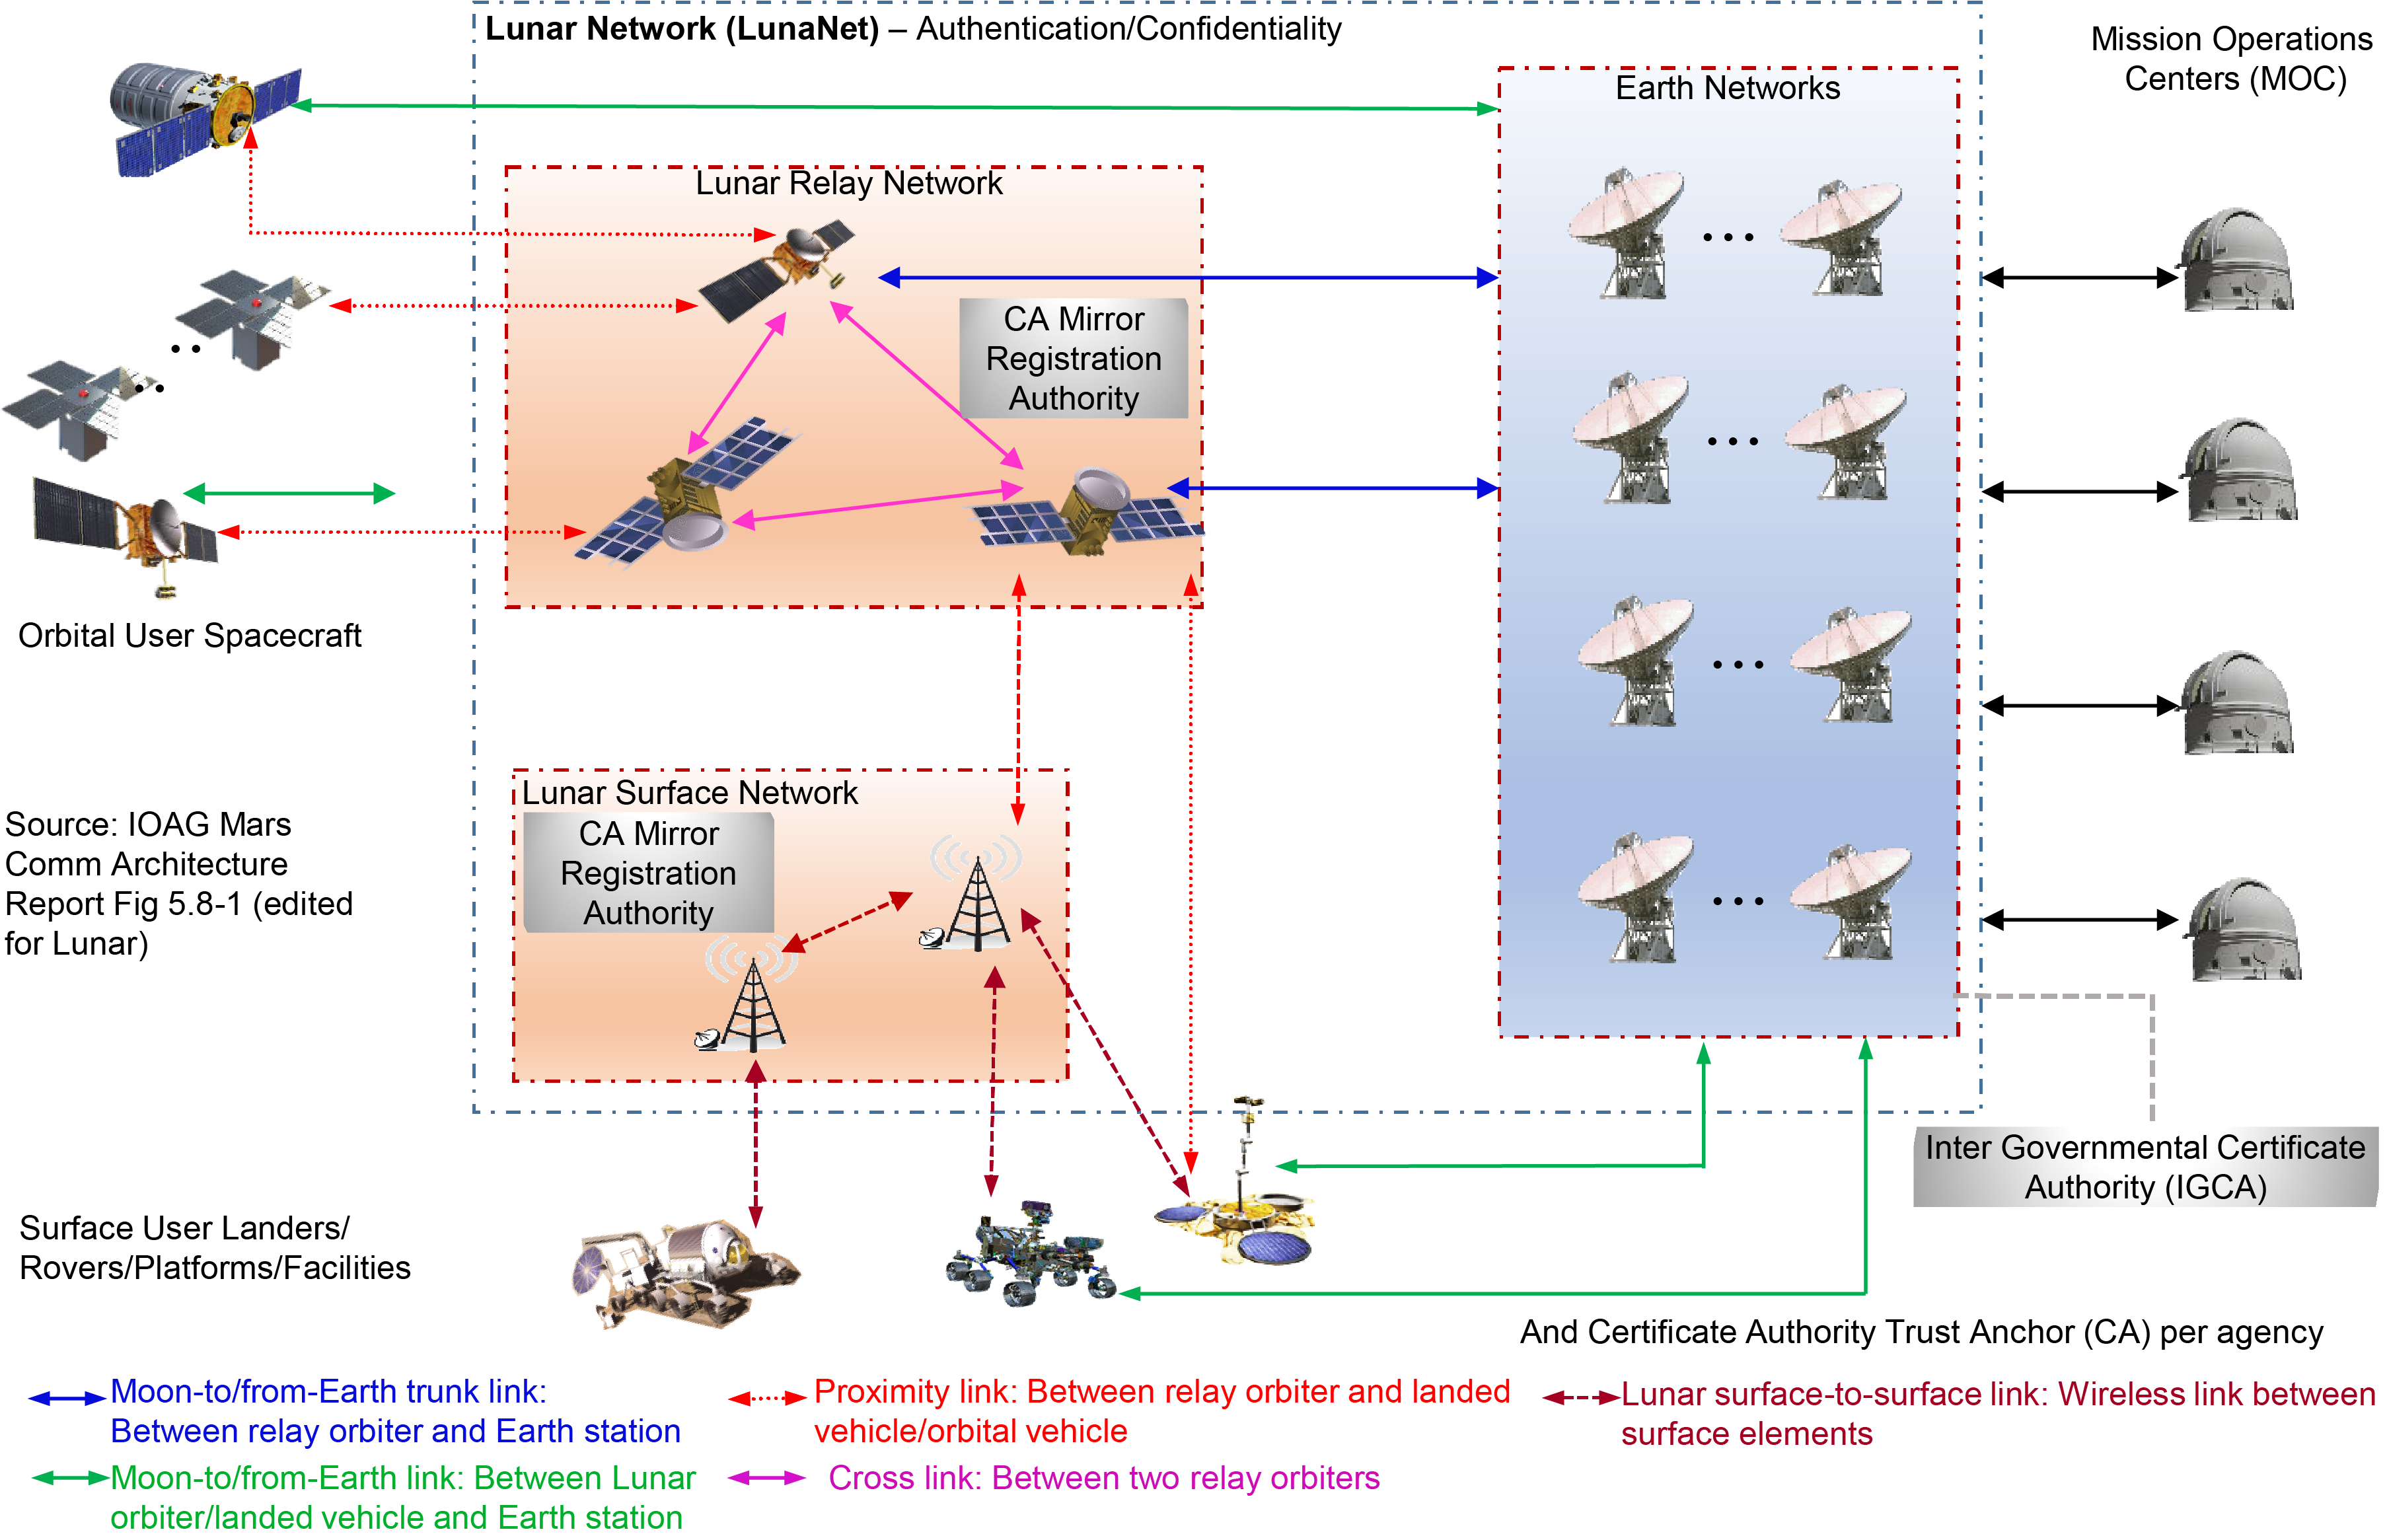 Lunar Network (LunaNet) – Authentication/Confidentiality
Mission Operations
Centers (MOC)
Earth Networks
Lunar Relay Network
CA Mirror
Registration
Authority
Orbital User Spacecraft
Lunar Surface Network
CA Mirror
Registration
Authority
Source: IOAG Mars
Comm Architecture
Report Fig 5.8-1 (edited
for Lunar)
Inter Governmental Certificate
Authority (IGCA)
Surface User Landers/
Rovers/Platforms/Facilities
And Certificate Authority Trust Anchor (CA) per agency
Moon-to/from-Earth trunk link:
Between relay orbiter and Earth station
Moon-to/from-Earth link: Between Lunar
orbiter/landed vehicle and Earth station
Proximity link: Between relay orbiter and landed
vehicle/orbital vehicle
Cross link: Between two relay orbiters
Lunar surface-to-surface link: Wireless link between
surface elements